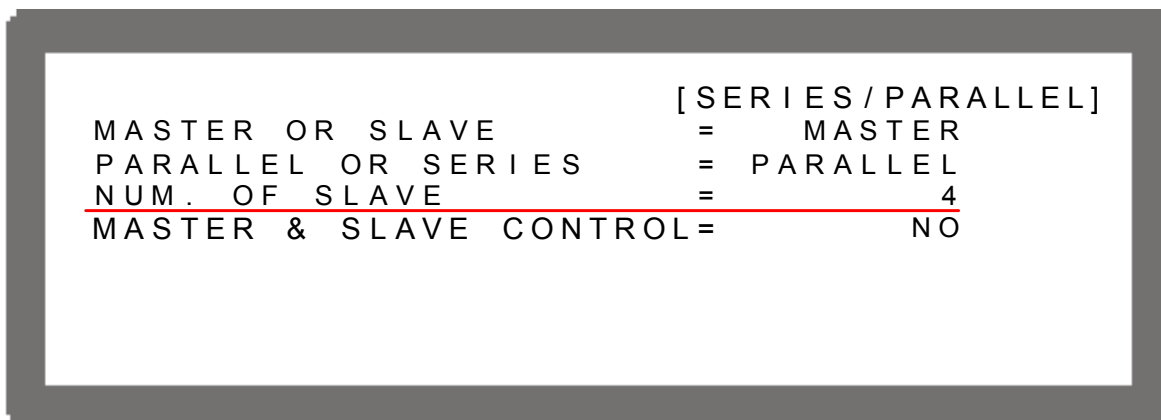 [SERIES/PARALLEL]
MASTER OR SLAVE = MASTER
PARALLEL OR SERIES = PARALLEL
NUM. OF SLAVE = 4
MASTER & SLAVE CONTROL= NO